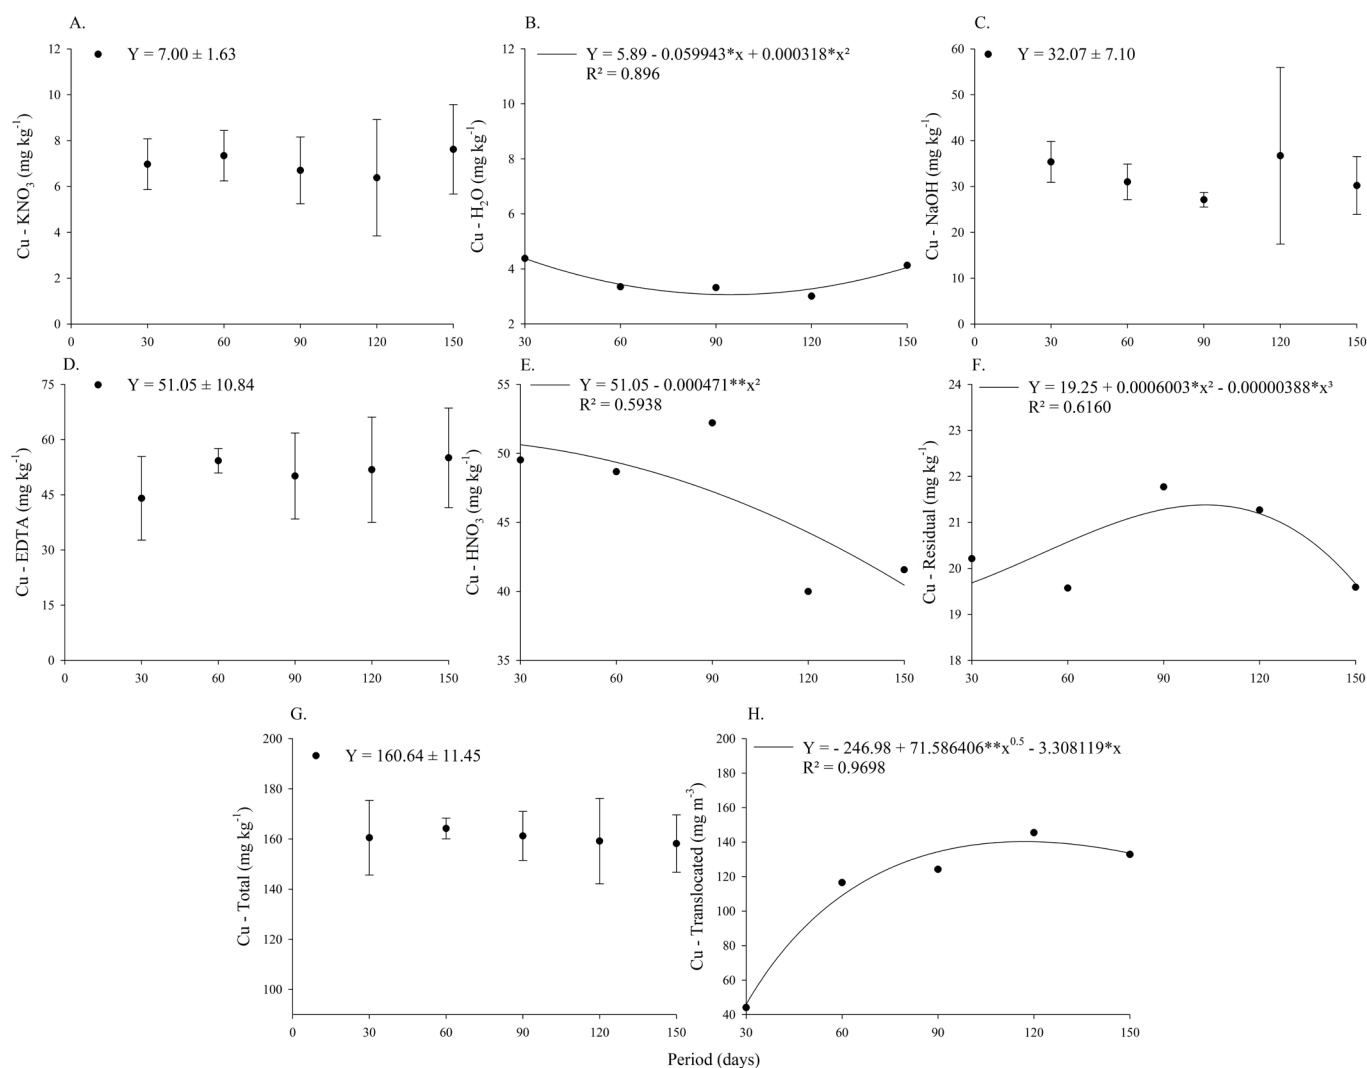 A.
Y = 7.00 ± 1.63
Cu - KNO₃ (mg kg⁻¹)
12
10
8
6
4
2
0
0 30 60 90 120 150
B.
Y = 5.89 - 0.059943*x + 0.000318*x²
R² = 0.896
Cu - H₂O (mg kg⁻¹)
12
10
8
6
4
2
30 60 90 120 150
C.
Y = 32.07 ± 7.10
Cu - NaOH (mg kg⁻¹)
60
50
40
30
20
10
0
0 30 60 90 120 150
D.
Y = 51.05 ± 10.84
Cu - EDTA (mg kg⁻¹)
75
60
45
30
15
0
0 30 60 90 120 150
E.
Y = 51.05 - 0.000471**x²
R² = 0.5938
Cu - HNO₃ (mg kg⁻¹)
55
50
45
40
35
30 60 90 120 150
F.
Y = 19.25 + 0.0006003*x² - 0.00000388*x³
R² = 0.6160
Cu - Residual (mg kg⁻¹)
24
23
22
21
20
19
18
30 60 90 120 150
G.
Y = 160.64 ± 11.45
Cu - Total (mg kg⁻¹)
200
180
160
140
120
100
0 30 60 90 120 150
H.
Y = - 246.98 + 71.586406**x⁰·⁵ - 3.308119*x
R² = 0.9698
Cu - Translocated (mg m⁻³)
200
180
160
140
120
100
80
60
40
30 60 90 120 150
Period (days)